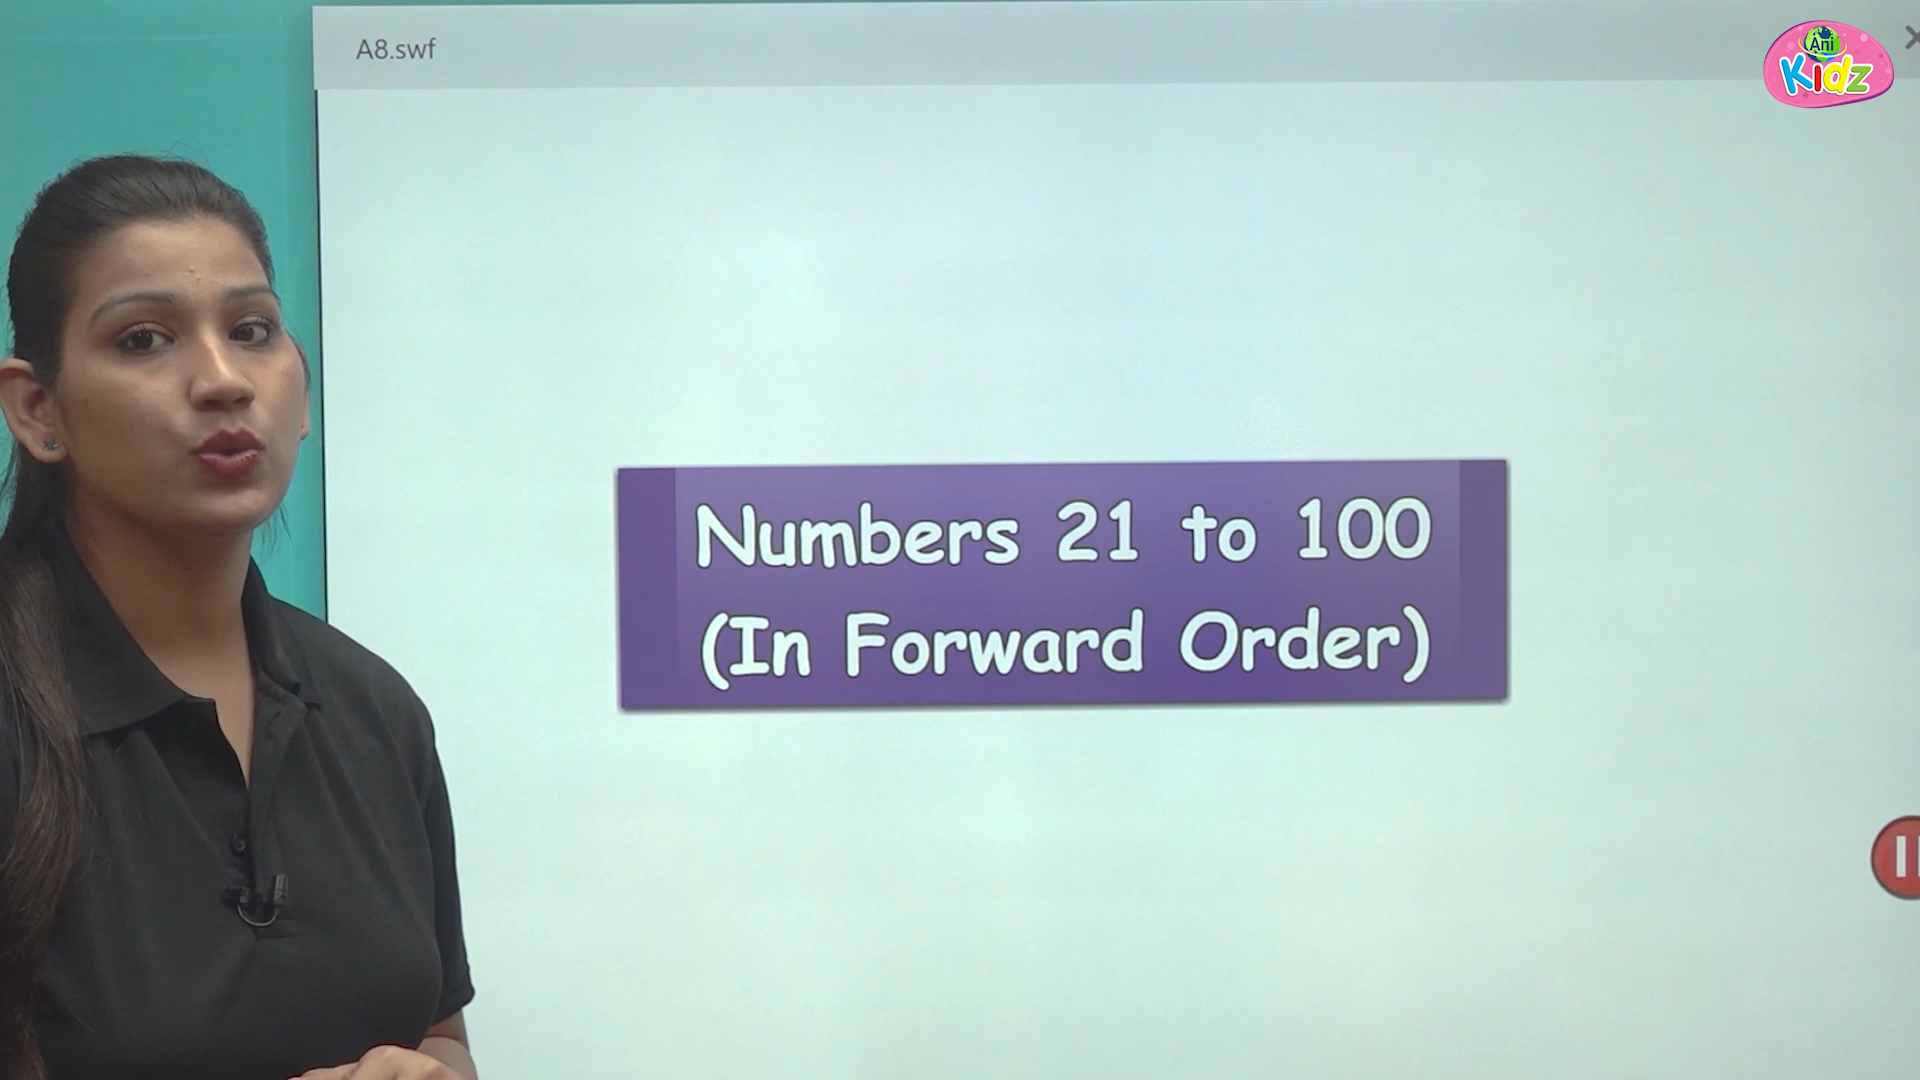 A8.swf
Ani
Kidz
Numbers 21 to 100
(In Forward Order)